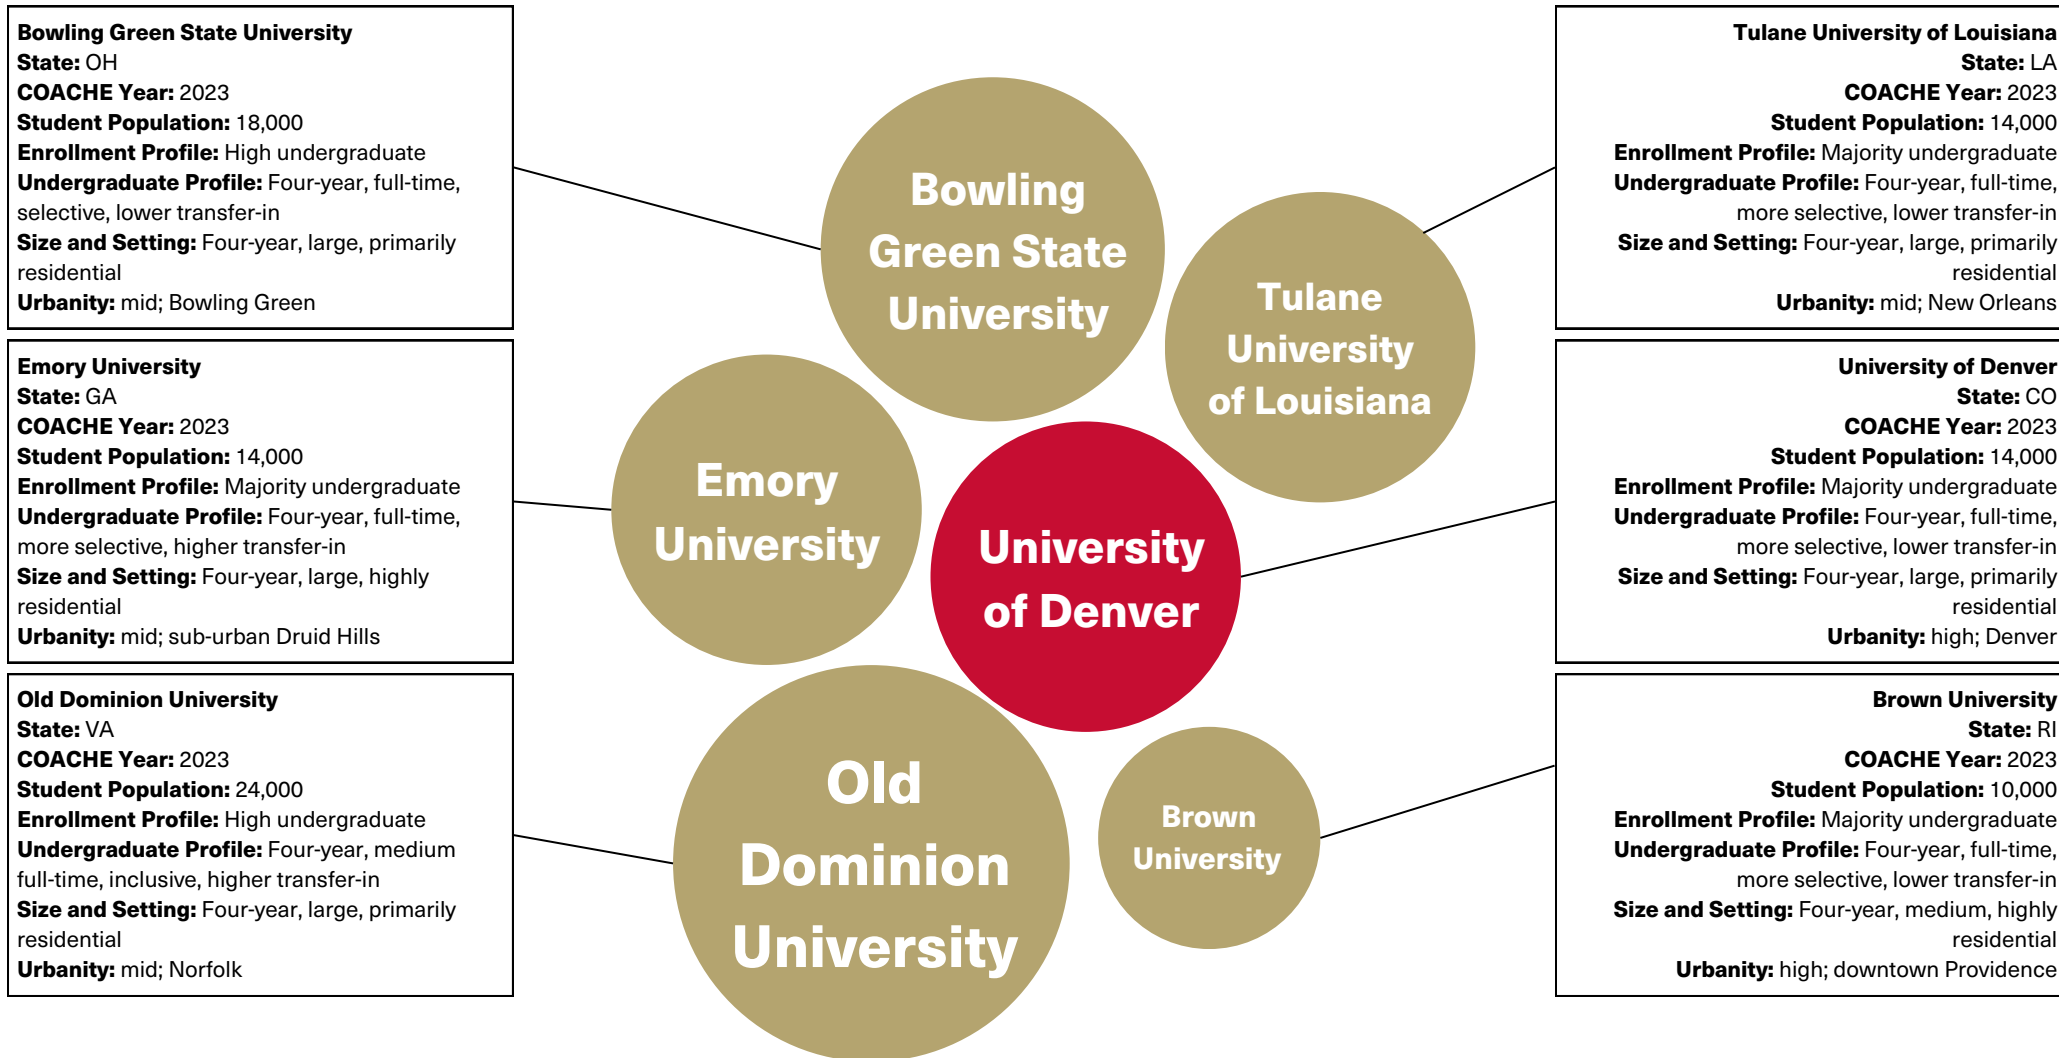 Bowling Green State University
State: OH
COACHE Year: 2023
Student Population: 18,000
Enrollment Profile: High undergraduate
Undergraduate Profile: Four-year, full-time,
selective, lower transfer-in
Size and Setting: Four-year, large, primarily
residential
Urbanity: mid; Bowling Green
Emory University
State: GA
COACHE Year: 2023
Student Population: 14,000
Enrollment Profile: Majority undergraduate
Undergraduate Profile: Four-year, full-time,
more selective, higher transfer-in
Size and Setting: Four-year, large, highly
residential
Urbanity: mid; sub-urban Druid Hills
Old Dominion University
State: VA
COACHE Year: 2023
Student Population: 24,000
Enrollment Profile: High undergraduate
Undergraduate Profile: Four-year, medium
full-time, inclusive, higher transfer-in
Size and Setting: Four-year, large, primarily
residential
Urbanity: mid; Norfolk
Bowling
Green State
University
Tulane
University
of Louisiana
Emory
University
University
of Denver
Old
Dominion
University
Brown
University
Tulane University of Louisiana
State: LA
COACHE Year: 2023
Student Population: 14,000
Enrollment Profile: Majority undergraduate
Undergraduate Profile: Four-year, full-time,
more selective, lower transfer-in
Size and Setting: Four-year, large, primarily
residential
Urbanity: mid; New Orleans
University of Denver
State: CO
COACHE Year: 2023
Student Population: 14,000
Enrollment Profile: Majority undergraduate
Undergraduate Profile: Four-year, full-time,
more selective, lower transfer-in
Size and Setting: Four-year, large, primarily
residential
Urbanity: high; Denver
Brown University
State: RI
COACHE Year: 2023
Student Population: 10,000
Enrollment Profile: Majority undergraduate
Undergraduate Profile: Four-year, full-time,
more selective, lower transfer-in
Size and Setting: Four-year, medium, highly
residential
Urbanity: high; downtown Providence